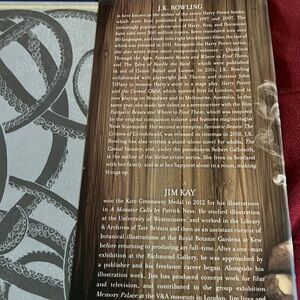 J.K. ROWLING
is best known as the author of the seven Harry Potter books,
which were first published between 1997 and 2007. The
enduringly popular adventures of Harry, Ron and Hermione
have sold over 500 million copies, been translated into over
80 languages and made into eight blockbuster films, the last of
which was released in 2011. Alongside the Harry Potter series,
she also wrote three short companion volumes – Quidditch
Through the Ages, Fantastic Beasts and Where to Find Them
and The Tales of Beedle the Bard – which were published
in aid of Comic Relief and Lumos. In 2016, J.K. Rowling
collaborated with playwright Jack Thorne and director John
Tiffany to continue Harry's story in a stage play, Harry Potter
and the Cursed Child, which opened first in London, and is
now playing on Broadway and in Melbourne, Australia. In the
same year, she made her debut as a screenwriter with the film
Fantastic Beasts and Where to Find Them, which was inspired
by the original companion volume and features magizoologist
Newt Scamander. Her second screenplay, Fantastic Beasts: The
Crimes of Grindelwald, was released in cinemas in 2018. J.K.
Rowling has also written a stand-alone novel for adults, The
Casual Vacancy, and, under the pseudonym Robert Galbraith,
is the author of the Strike crime series. She lives in Scotland
with her family, and is at her happiest alone in a room, making
things up.
JIM KAY
won the Kate Greenaway Medal in 2012 for his illustrations
in A Monster Calls by Patrick Ness. He studied illustration
at the University of Westminster, and worked in the Library
& Archives of Tate Britain and then as an assistant curator of
botanical illustrations at the Royal Botanic Gardens at Kew
before returning to producing art full-time. After a one-man
exhibition at the Richmond Gallery, he was approached by
a publisher and his freelance career began. Alongside his
illustration work, Jim has produced concept work for film
and television, and contributed to the group exhibition
Memory Palace at the V&A museum in London.